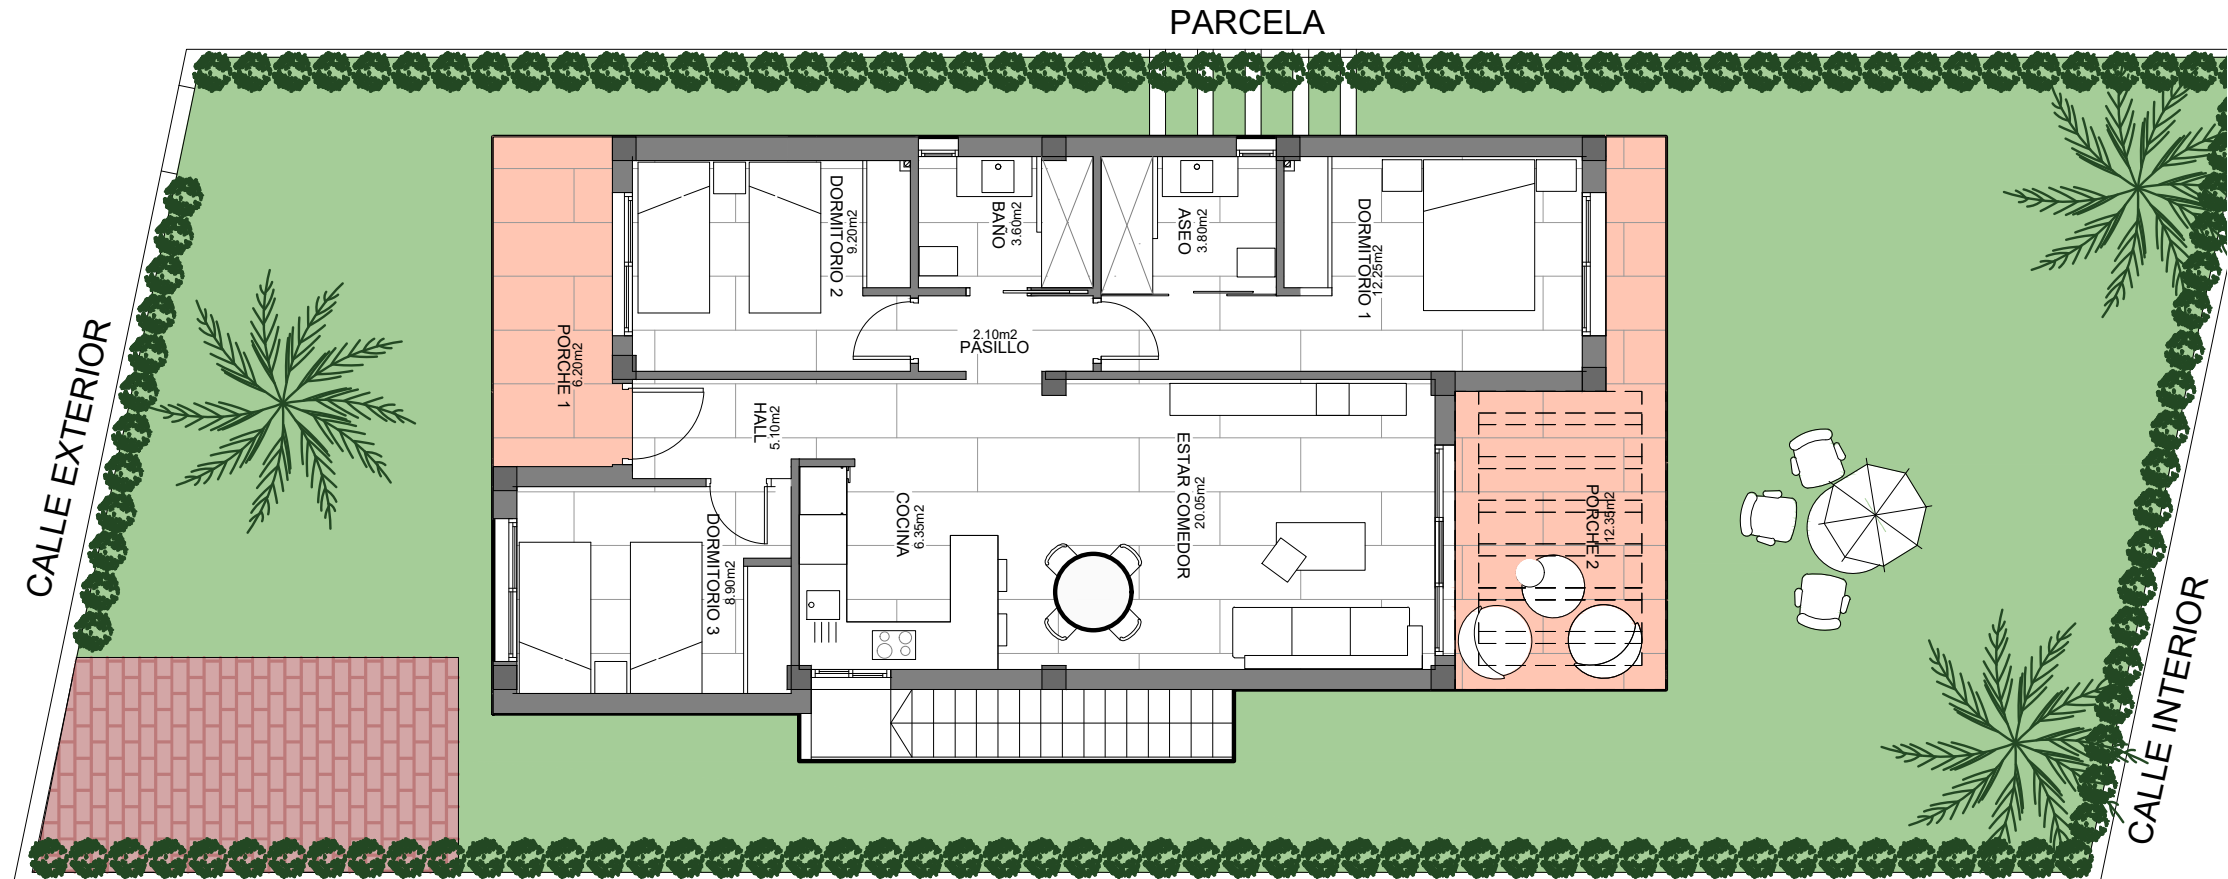 PARCELA
CALLE EXTERIOR
PORCHE 1
6.20m2
DORMITORIO 2
9.20m2
BAÑO
3.60m2
ASEO
3.80m2
DORMITORIO 1
12.25m2
2.10m2
PASILLO
HALL
5.10m2
DORMITORIO 3
8.90m2
COCINA
6.35m2
ESTAR COMEDOR
20.05m2
PORCHE 2
12.35m2
CALLE INTERIOR